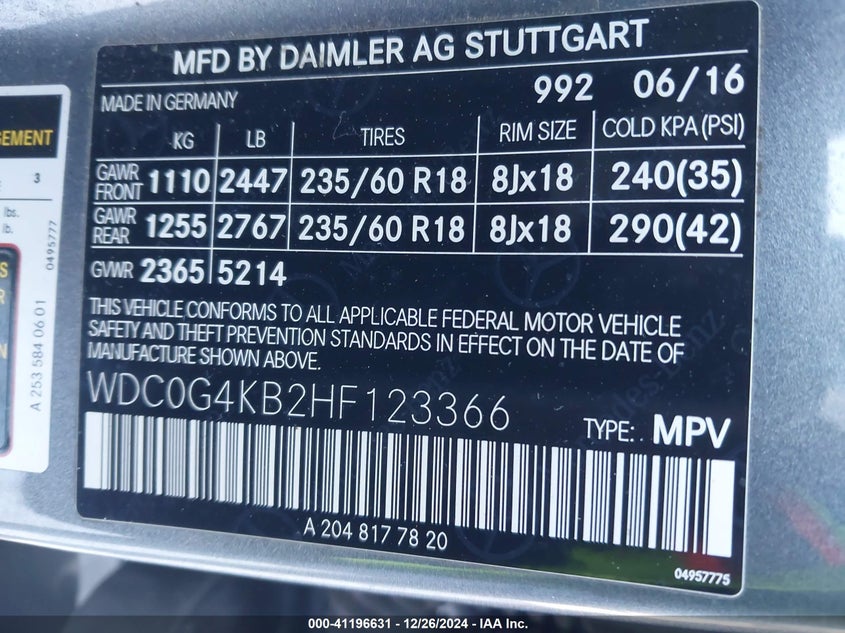 MFD BY DAIMLER AG STUTTGART
MADE IN GERMANY 992 06/16
KG LB TIRES RIM SIZE COLD KPA(PSI)
GAWR FRONT 1110 2447 235/60 R18 8Jx18 240(35)
GAWR REAR 1255 2767 235/60 R18 8Jx18 290(42)
GVWR 2365 5214
THIS VEHICLE CONFORMS TO ALL APPLICABLE FEDERAL MOTOR VEHICLE
SAFETY AND THEFT PREVENTION STANDARDS IN EFFECT ON THE DATE OF
MANUFACTURE SHOWN ABOVE.
WDC0G4KB2HF123366
TYPE: MPV
A 204 817 78 20
04957775
3
lbs.
lb.
0495777
A 253 584 06 01
000-41196631 - 12/26/2024 - IAA Inc.